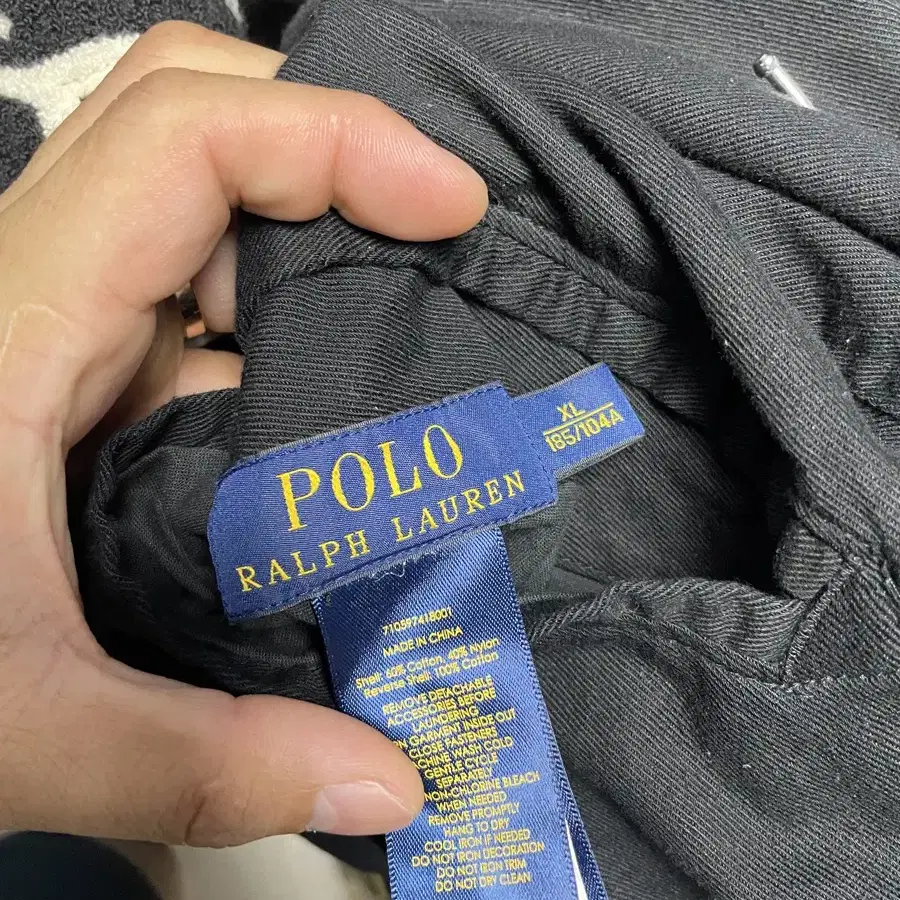 POLO
RALPH LAUREN
XL
185/104A
710597418001
MADE IN CHINA
Shell: 60% Cotton, 40% Nylon
Reverse Shell: 100% Cotton
REMOVE DETACHABLE
ACCESSORIES BEFORE
LAUNDERING
GARMENT INSIDE OUT
CLOSE FASTENERS
WASH COLD
GENTLE CYCLE
SEPARATELY
NON-CHLORINE BLEACH
WHEN NEEDED
REMOVE PROMPTLY
HANG TO DRY
COOL IRON IF NEEDED
DO NOT IRON DECORATION
DO NOT IRON TRIM
DO NOT DRY CLEAN